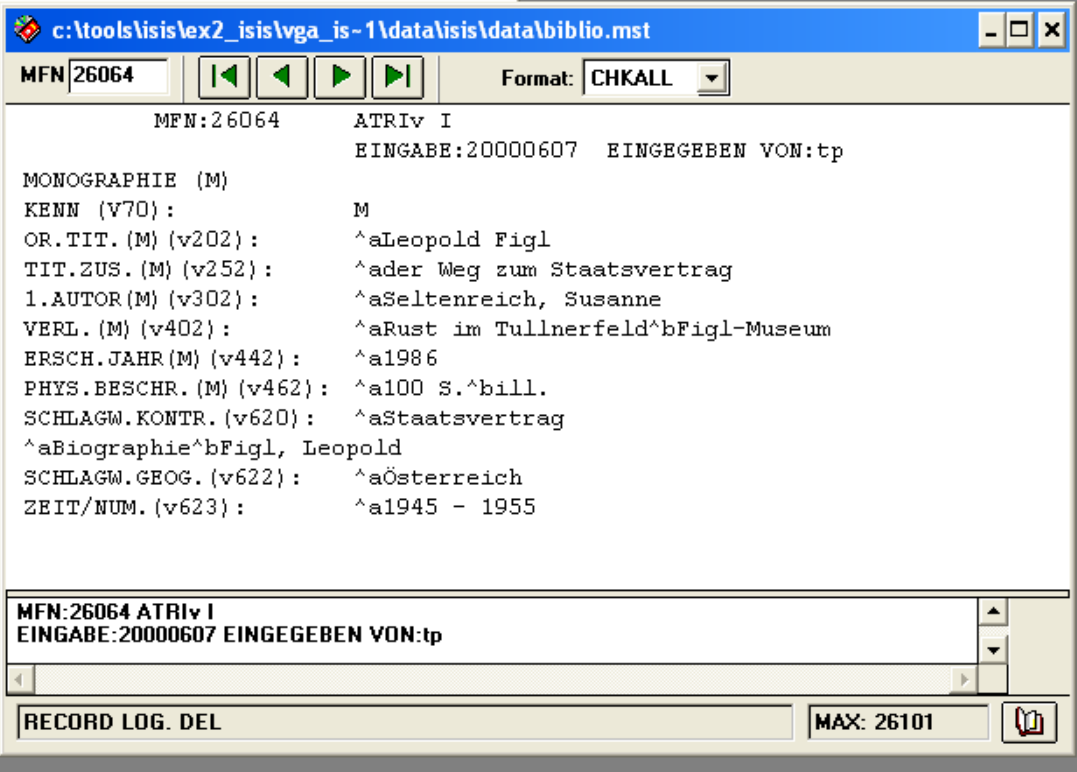 c:\tools\isis\ex2_isis\vga_is~1\data\isis\data\biblio.mst
MFN 26064 Format: CHKALL
MFN:26064 ATRIv I
EINGABE:20000607 EINGEGEBEN VON:tp
MONOGRAPHIE (M)
KENN (V70): M
OR.TIT.(M)(v202): ^aLeopold Figl
TIT.ZUS.(M)(v252): ^ader Weg zum Staatsvertrag
1.AUTOR(M)(v302): ^aSeltenreich, Susanne
VERL.(M)(v402): ^aRust im Tullnerfeld^bFigl-Museum
ERSCH.JAHR(M)(v442): ^a1986
PHYS.BESCHR.(M)(v462): ^a100 S.^bill.
SCHLAGW.KONTR.(v620): ^aStaatsvertrag
^aBiographie^bFigl, Leopold
SCHLAGW.GEOG.(v622): ^aÖsterreich
ZEIT/NUM.(v623): ^a1945 - 1955
MFN:26064 ATRIv I
EINGABE:20000607 EINGEGEBEN VON:tp
RECORD LOG. DEL MAX: 26101